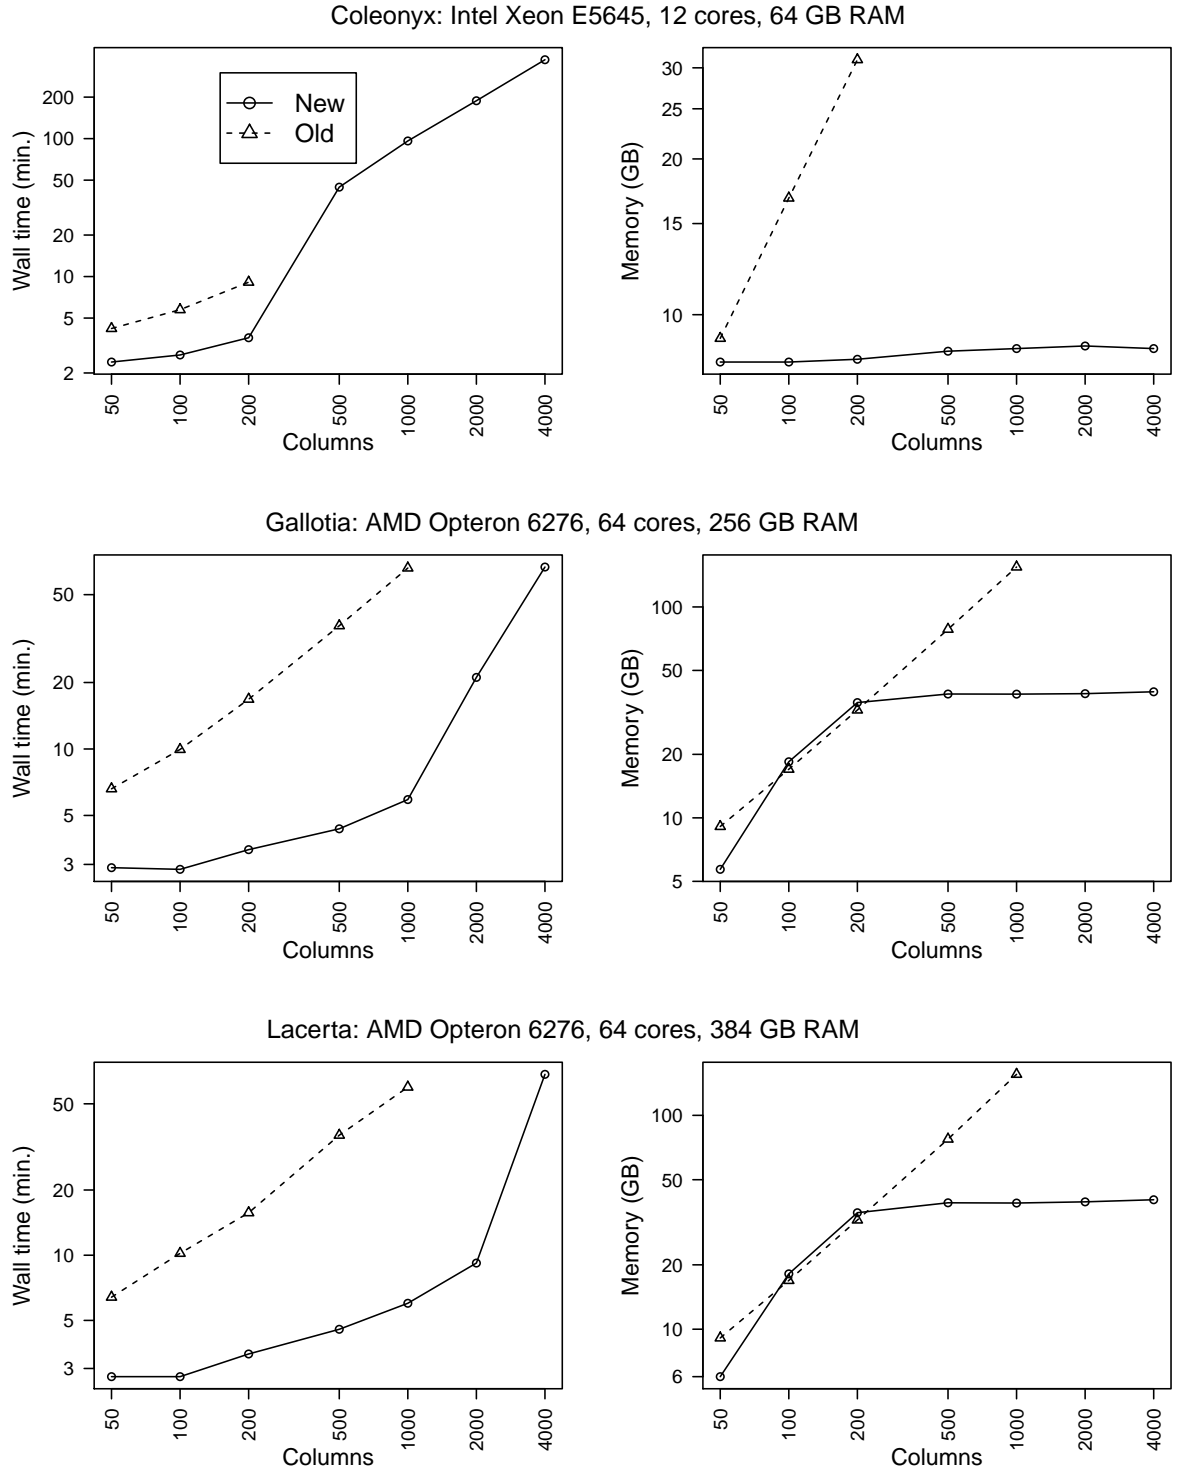 Coleonyx: Intel Xeon E5645, 12 cores, 64 GB RAM
Wall time (min.)
200
100
50
20
10
5
2
New
Old
50 100 200 500 1000 2000 4000
Columns
Memory (GB)
30
25
20
15
10
50 100 200 500 1000 2000 4000
Columns
Gallotia: AMD Opteron 6276, 64 cores, 256 GB RAM
Wall time (min.)
50
20
10
5
3
50 100 200 500 1000 2000 4000
Columns
Memory (GB)
100
50
20
10
5
50 100 200 500 1000 2000 4000
Columns
Lacerta: AMD Opteron 6276, 64 cores, 384 GB RAM
Wall time (min.)
50
20
10
5
3
50 100 200 500 1000 2000 4000
Columns
Memory (GB)
100
50
20
10
6
50 100 200 500 1000 2000 4000
Columns